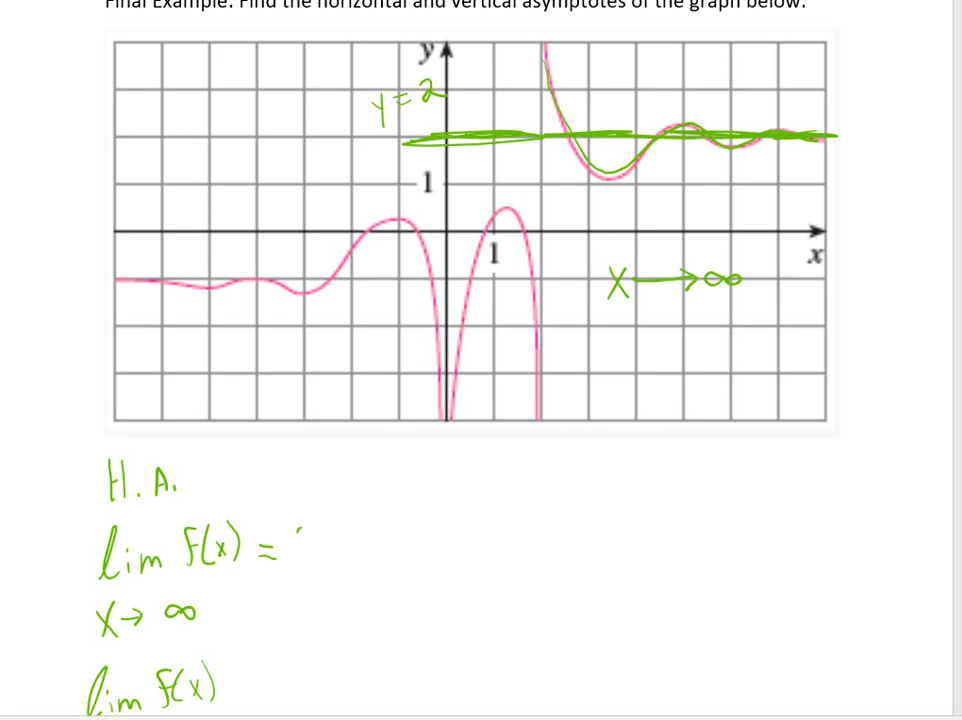 Final Example: Find the horizontal and vertical asymptotes of the graph below.
y
y = 2
1
1
x
x → ∞
H. A.
lim f(x) =
x → ∞
lim f(x)